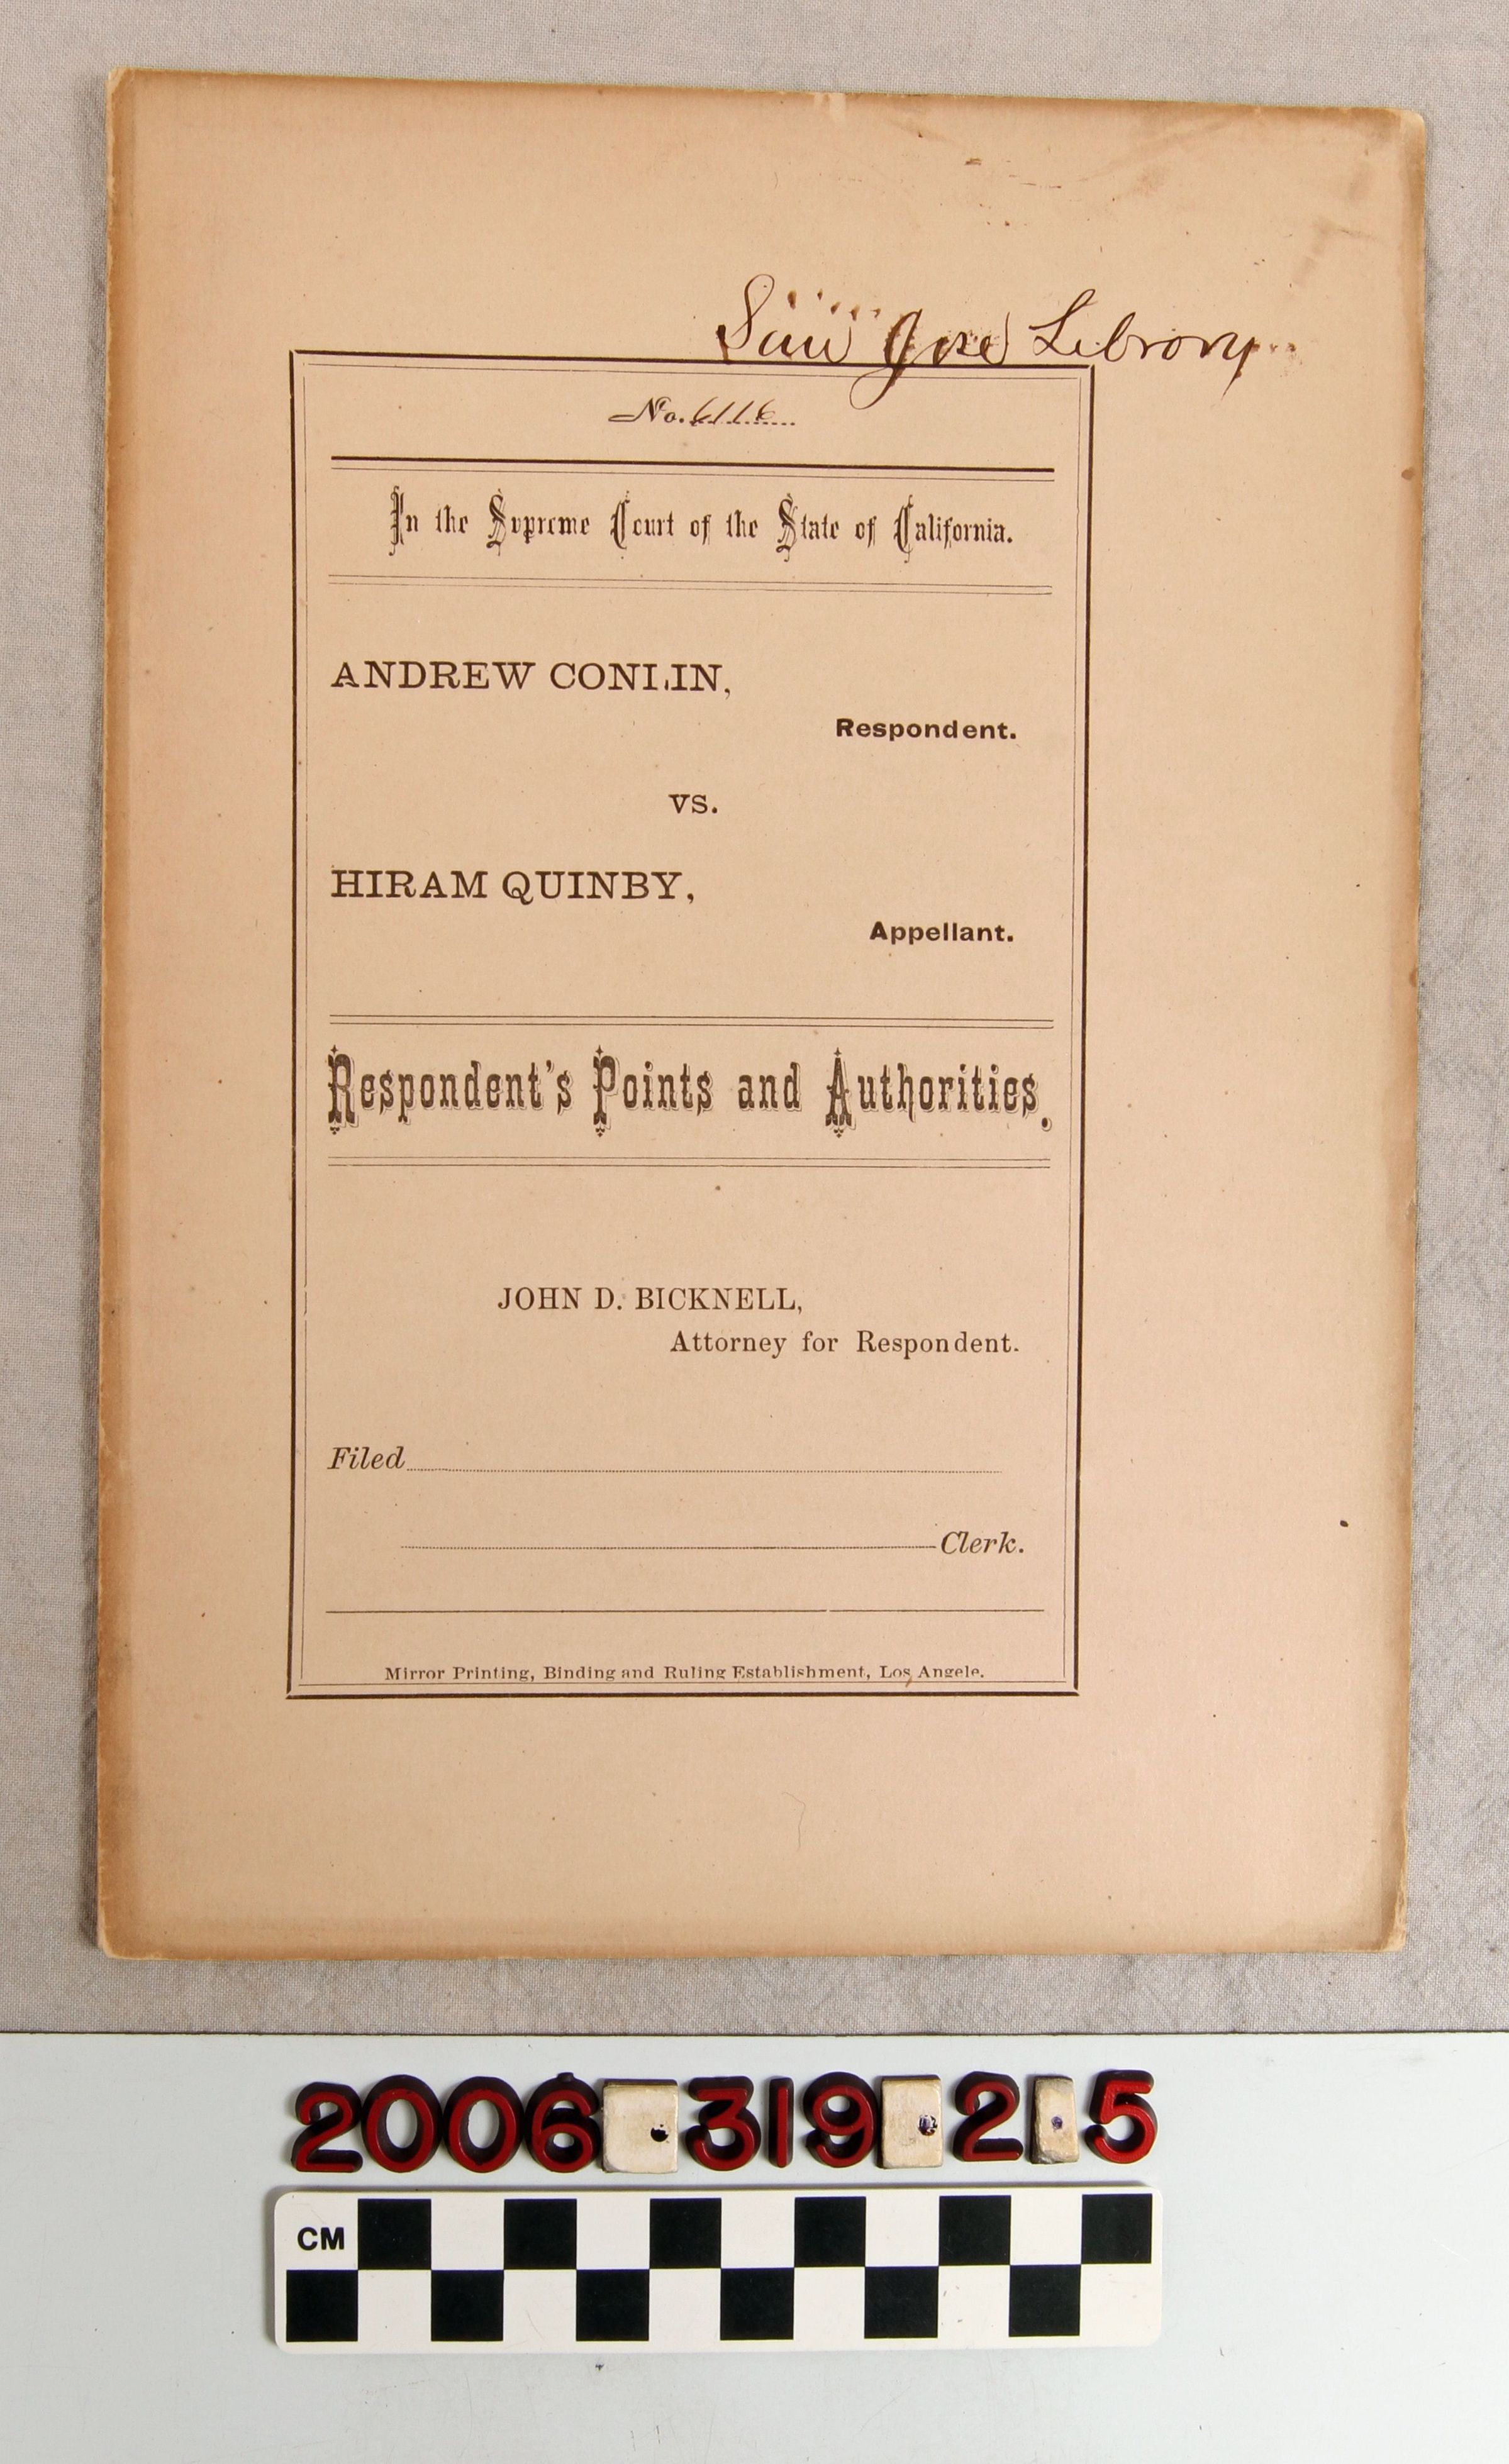 San Jose Library
No. 6116
In the Supreme Court of the State of California.
ANDREW CONLIN,
Respondent.
vs.
HIRAM QUINBY,
Appellant.
Respondent's Points and Authorities.
JOHN D. BICKNELL,
Attorney for Respondent.
Filed
Clerk.
Mirror Printing, Binding and Ruling Establishment, Los Angele.
2006 · 319 · 2 · 5
CM